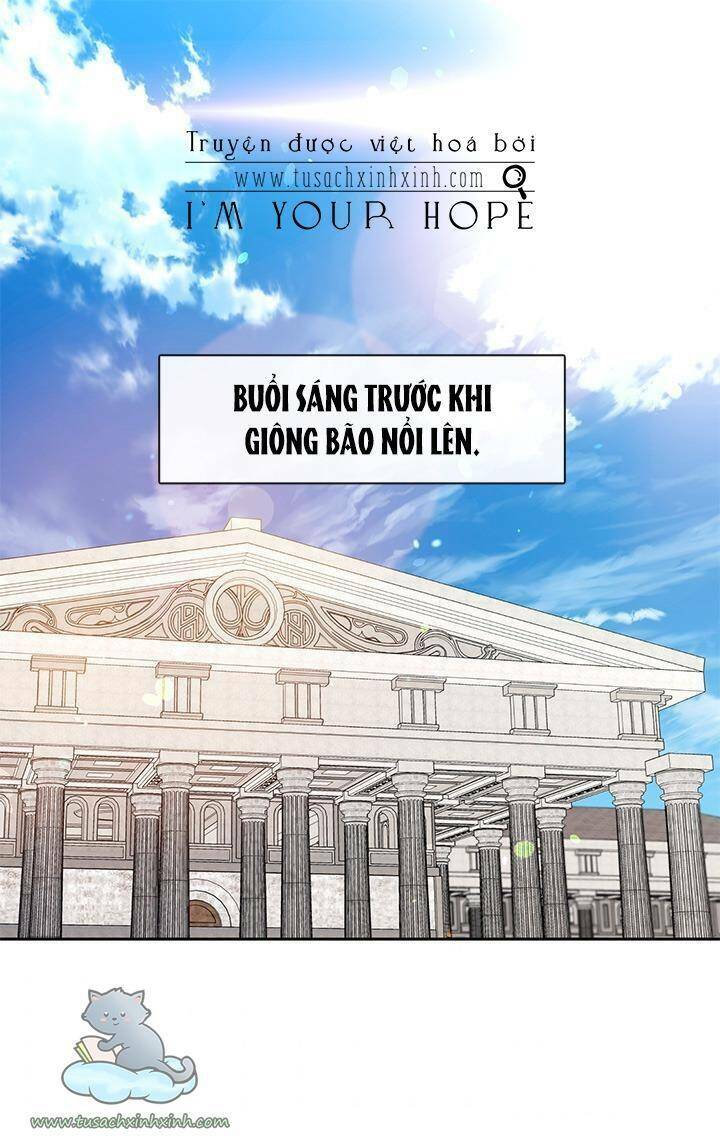 Truyện được việt hoá bởi
www.tusachxinhxinh.com
I'M YOUR HOPE
BUỔI SÁNG TRƯỚC KHI
GIÔNG BÃO NỔI LÊN.
www.tusachxinhxinh.com